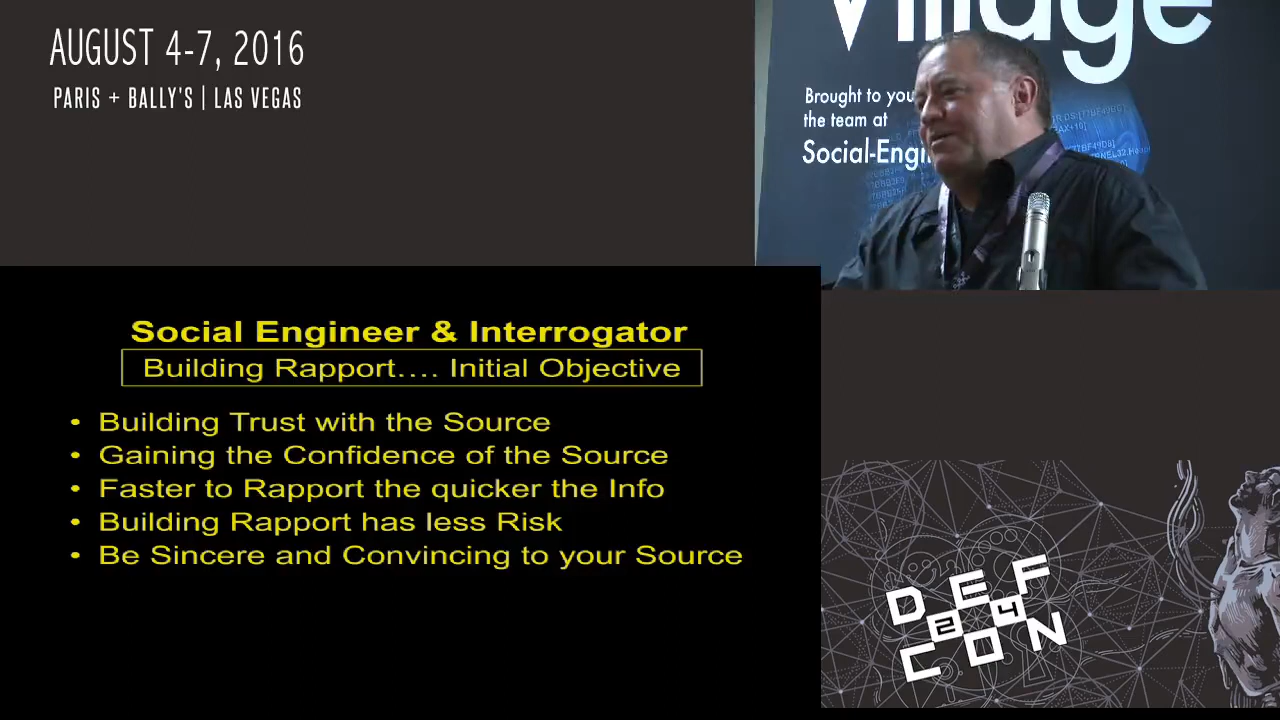 AUGUST 4-7, 2016
PARIS + BALLY'S | LAS VEGAS
Village
Brought to you
the team at
Social-Engi
Social Engineer & Interrogator
Building Rapport…. Initial Objective
• Building Trust with the Source
• Gaining the Confidence of the Source
• Faster to Rapport the quicker the Info
• Building Rapport has less Risk
• Be Sincere and Convincing to your Source
DEF
24
CON